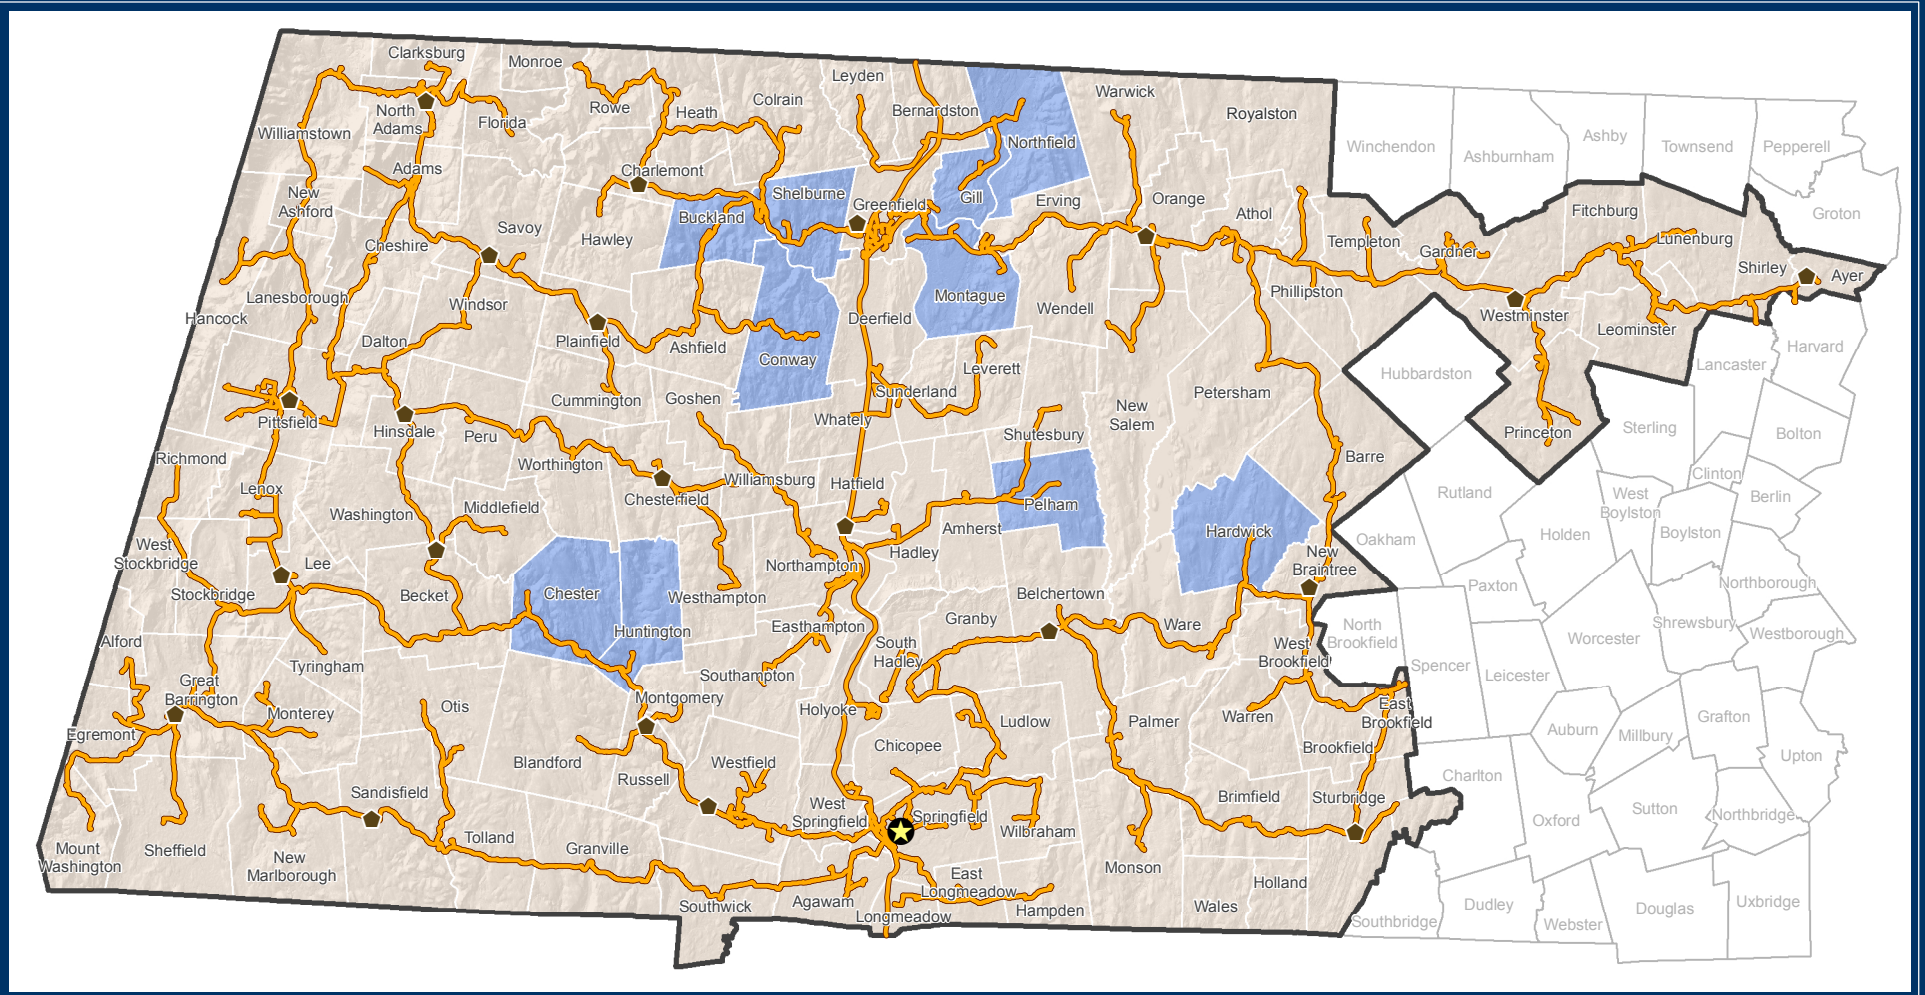 Clarksburg
Monroe
Leyden
Colrain
Rowe
Heath
Bernardston
Warwick
Royalston
North
Adams
Florida
Williamstown
Northfield
Winchendon
Ashburnham
Ashby
Townsend
Pepperell
Groton
Adams
Charlemont
Shelburne
Greenfield
Gill
Erving
Orange
Athol
New
Ashford
Buckland
Savoy
Hawley
Cheshire
Templeton
Gardner
Fitchburg
Lunenburg
Shirley
Ayer
Lanesborough
Windsor
Hancock
Montague
Wendell
Phillipston
Westminster
Leominster
Deerfield
Dalton
Plainfield
Ashfield
Conway
Leverett
Sunderland
Lancaster
Harvard
Hubbardston
Pittsfield
Hinsdale
Peru
Cummington
Goshen
Whately
Shutesbury
New
Salem
Petersham
Princeton
Sterling
Bolton
Richmond
Lenox
Worthington
Chesterfield
Williamsburg
Hatfield
Barre
Rutland
Clinton
West
Boylston
Berlin
Washington
Middlefield
Pelham
Amherst
Hadley
Hardwick
Oakham
Holden
Boylston
West
Stockbridge
Lee
Northampton
New
Braintree
Paxton
Northborough
Stockbridge
Becket
Chester
Westhampton
Belchertown
Alford
Huntington
Easthampton
Granby
Ware
North
Brookfield
Shrewsbury
Westborough
Worcester
South
Hadley
West
Brookfield
Spencer
Leicester
Tyringham
Great
Barrington
Southampton
Montgomery
Egremont
Monterey
Otis
Holyoke
Ludlow
Palmer
Warren
East
Brookfield
Grafton
Auburn
Millbury
Upton
Chicopee
Brookfield
Blandford
Russell
Westfield
Charlton
Sandisfield
West
Springfield
Springfield
Wilbraham
Brimfield
Sturbridge
Sutton
Northbridge
Oxford
Mount
Washington
Sheffield
New
Marlborough
Tolland
Granville
Monson
Holland
East
Longmeadow
Southwick
Agawam
Longmeadow
Hampden
Wales
Southbridge
Dudley
Webster
Douglas
Uxbridge